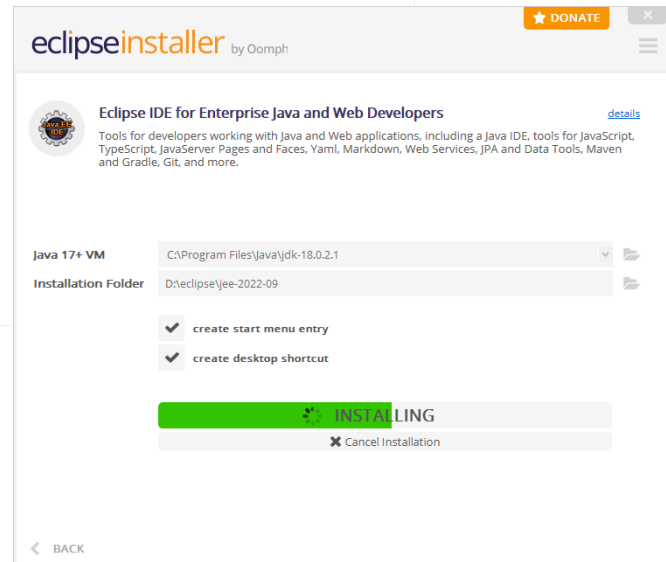 DONATE
eclipseinstaller by Oomph
Java EE
IDE
Eclipse IDE for Enterprise Java and Web Developers
details
Tools for developers working with Java and Web applications, including a Java IDE, tools for JavaScript,
TypeScript, JavaServer Pages and Faces, Yaml, Markdown, Web Services, JPA and Data Tools, Maven
and Gradle, Git, and more.
Java 17+ VM
C:\Program Files\Java\jdk-18.0.2.1
Installation Folder
D:\eclipse\jee-2022-09
create start menu entry
create desktop shortcut
INSTALLING
Cancel Installation
BACK